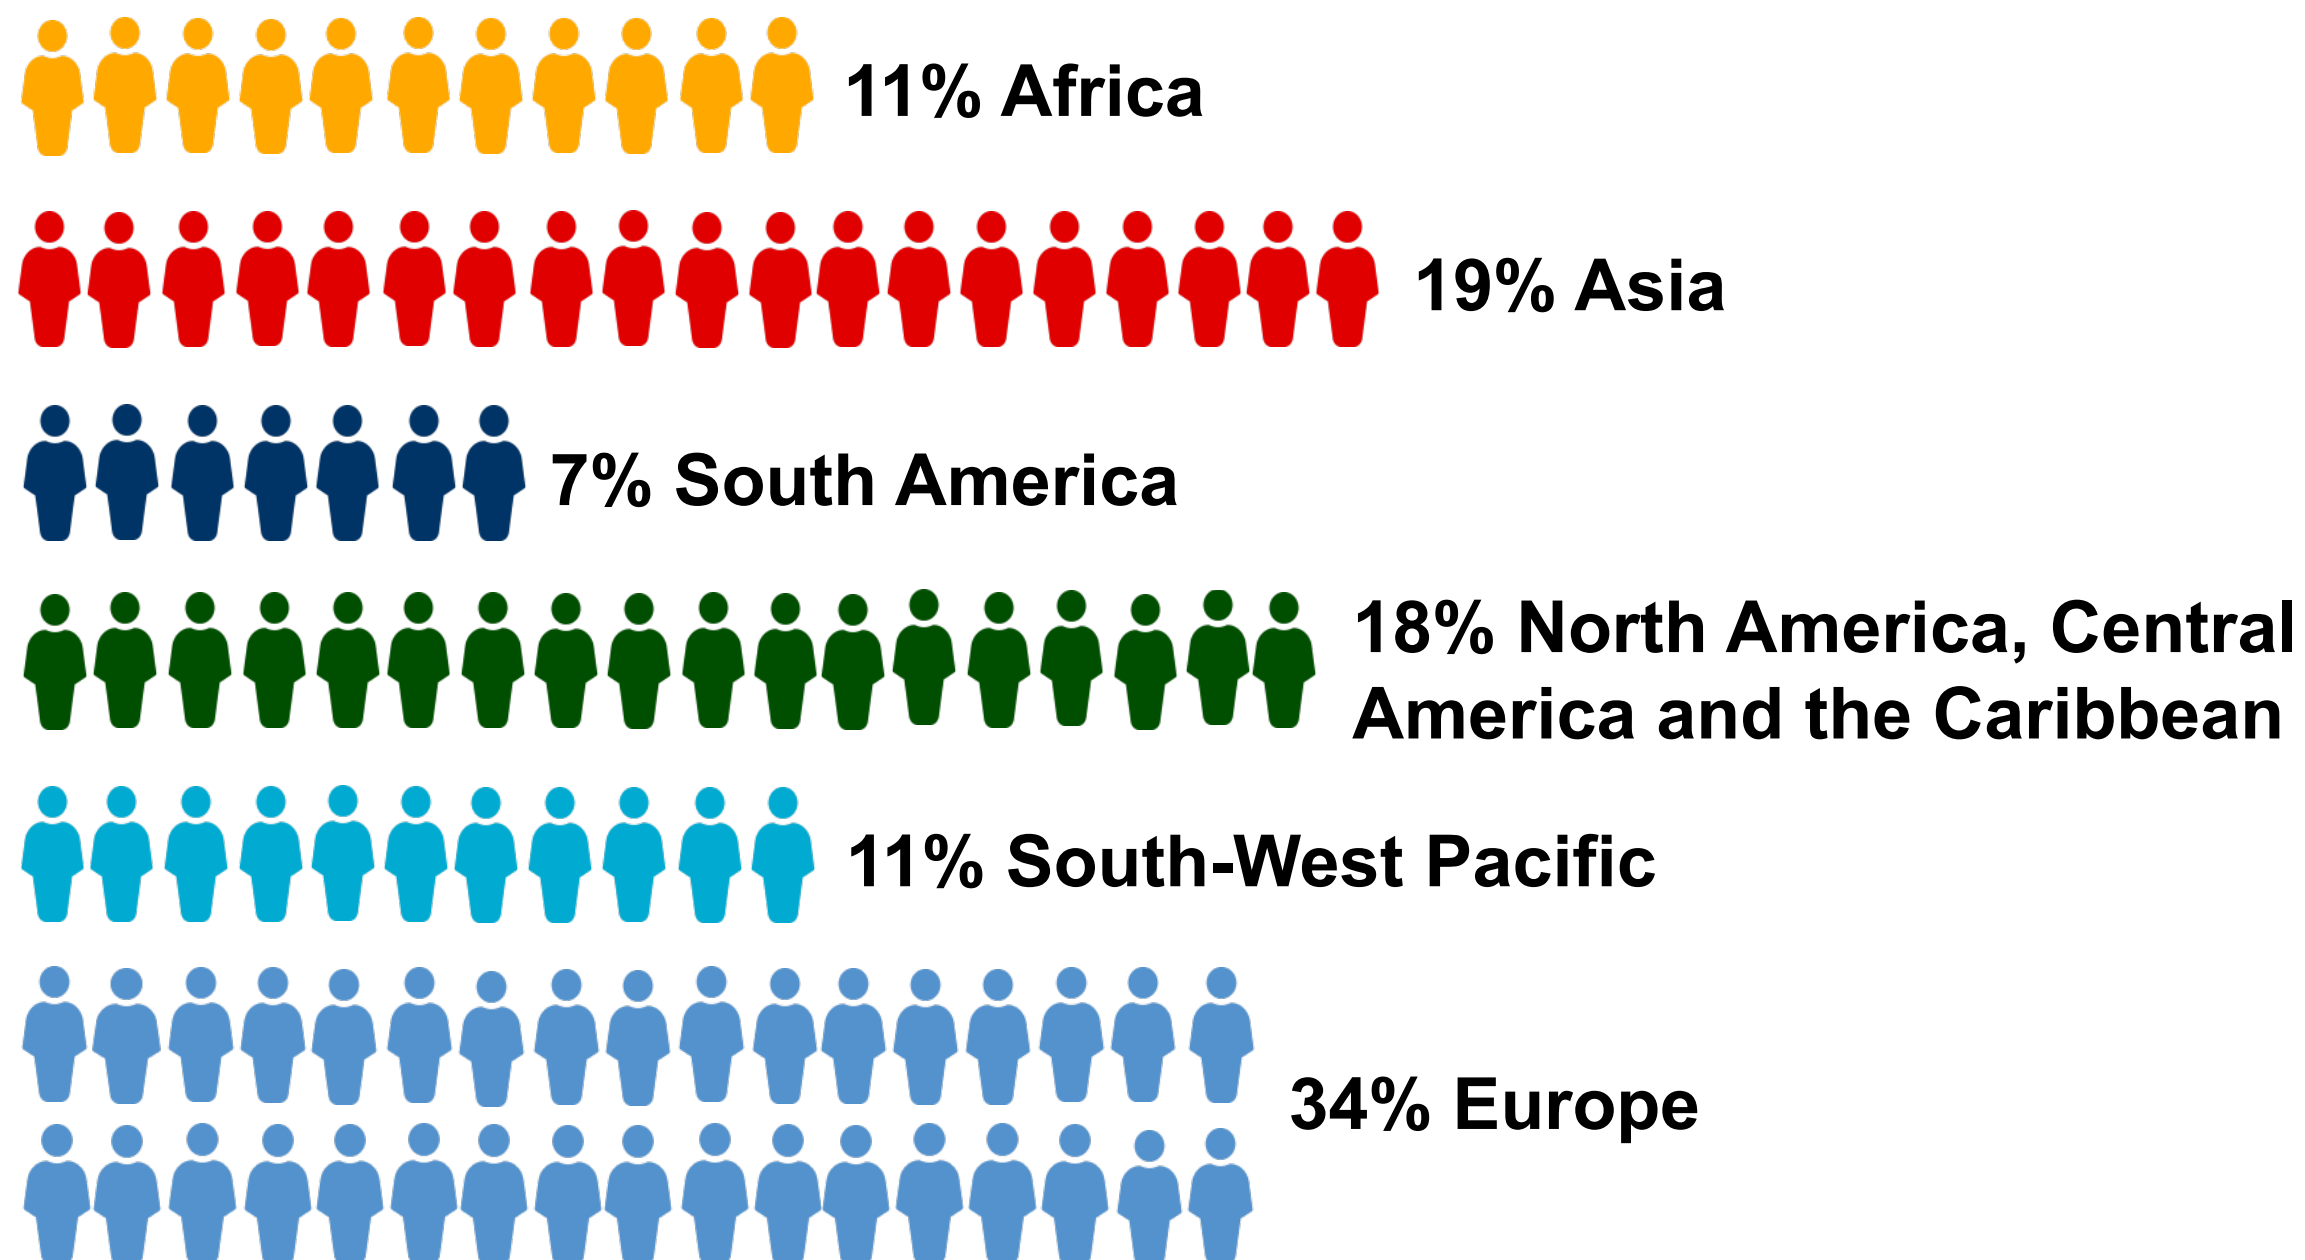 11% Africa
19% Asia
7% South America
18% North America, Central
America and the Caribbean
11% South-West Pacific
34% Europe